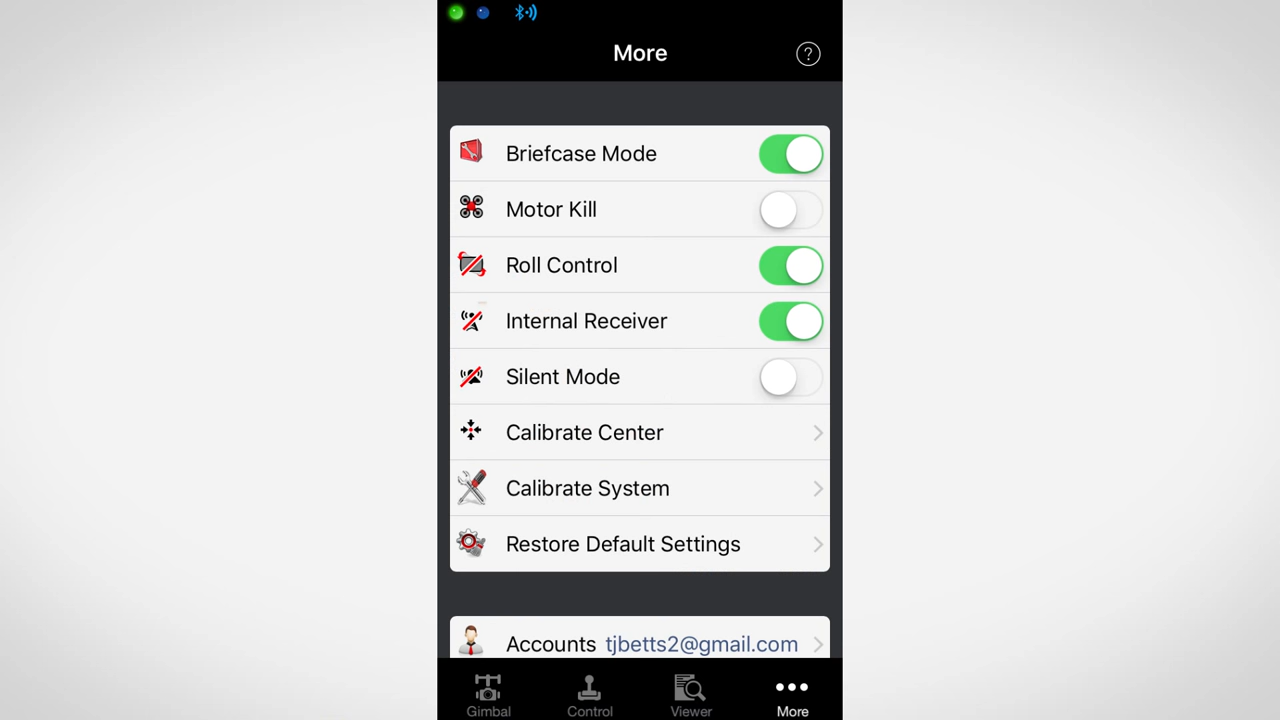 More
?
Briefcase Mode
Motor Kill
Roll Control
Internal Receiver
Silent Mode
Calibrate Center
Calibrate System
Restore Default Settings
Accounts tjbetts2@gmail.com
Gimbal Control Viewer More